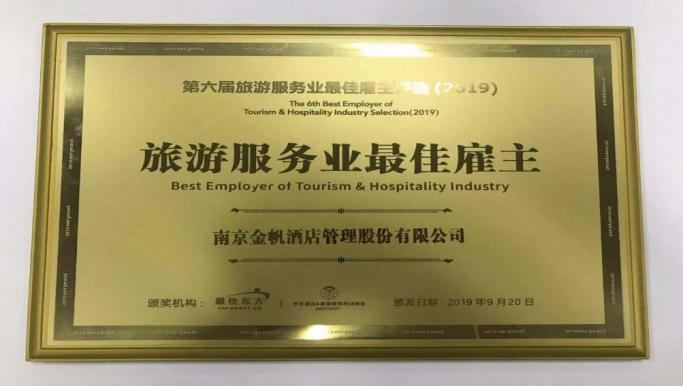 第六届旅游服务业最佳雇主评选(2019)
The 6th Best Employer of
Tourism & Hospitality Industry Selection(2019)
旅游服务业最佳雇主
Best Employer of Tourism & Hospitality Industry
南京金帆酒店管理股份有限公司
颁奖机构： 最佳东方 颁发日期：2019年9月20日
veryeast.cn